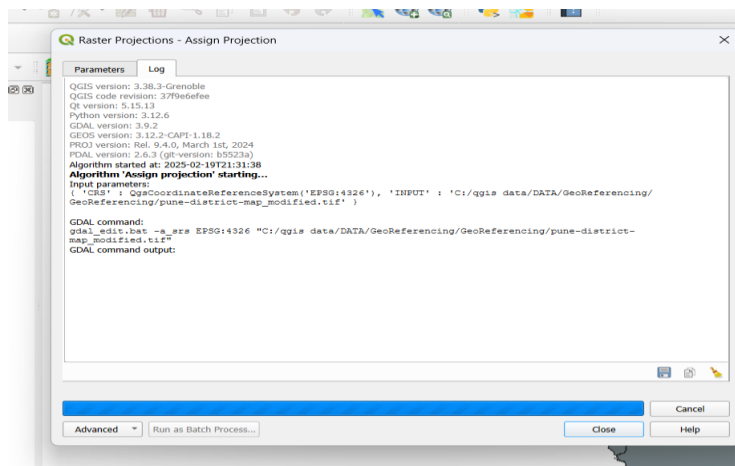 Raster Projections - Assign Projection
Parameters Log
QGIS version: 3.38.3-Grenoble
QGIS code revision: 37f9e6efee
Qt version: 5.15.13
Python version: 3.12.6
GDAL version: 3.9.2
GEOS version: 3.12.2-CAPI-1.18.2
PROJ version: Rel. 9.4.0, March 1st, 2024
PDAL version: 2.6.3 (git-version: b5523a)
Algorithm started at: 2025-02-19T21:31:38
Algorithm 'Assign projection' starting...
Input parameters:
{ 'CRS' : QgsCoordinateReferenceSystem('EPSG:4326'), 'INPUT' : 'C:/qgis data/DATA/GeoReferencing/
GeoReferencing/pune-district-map_modified.tif' }
GDAL command:
gdal_edit.bat -a_srs EPSG:4326 "C:/qgis data/DATA/GeoReferencing/GeoReferencing/pune-district-
map_modified.tif"
GDAL command output:
Cancel
Advanced Run as Batch Process... Close Help